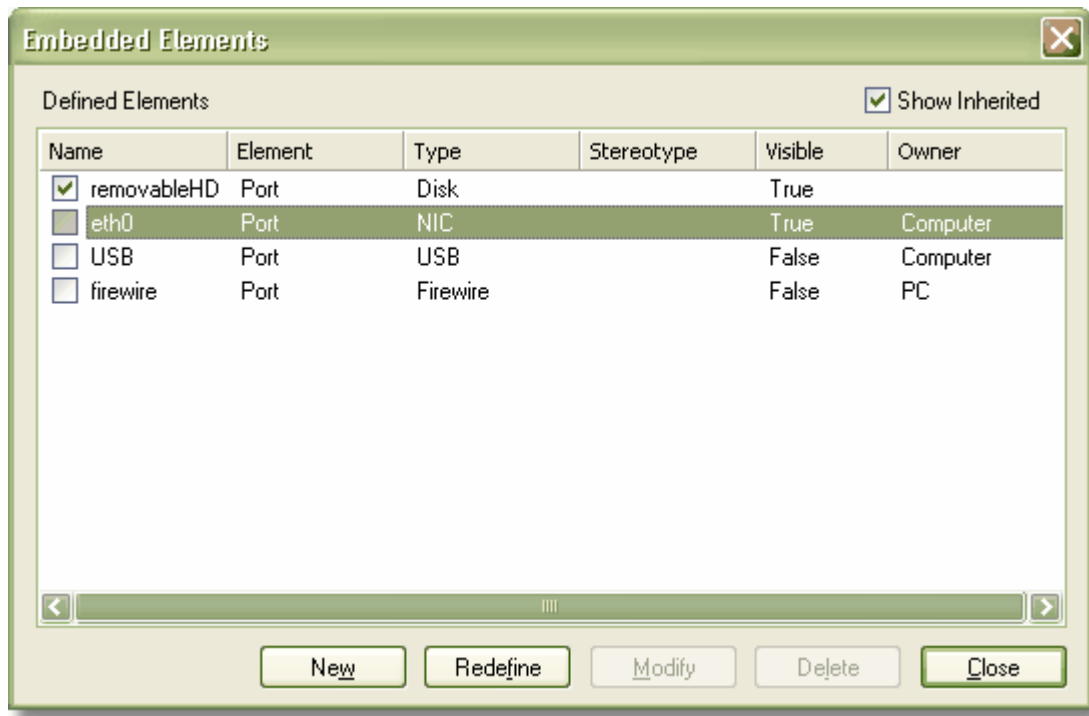 Embedded Elements
Defined Elements Show Inherited
Name Element Type Stereotype Visible Owner
removableHD Port Disk True
eth0 Port NIC True Computer
USB Port USB False Computer
firewire Port Firewire False PC
New Redefine Modify Delete Close